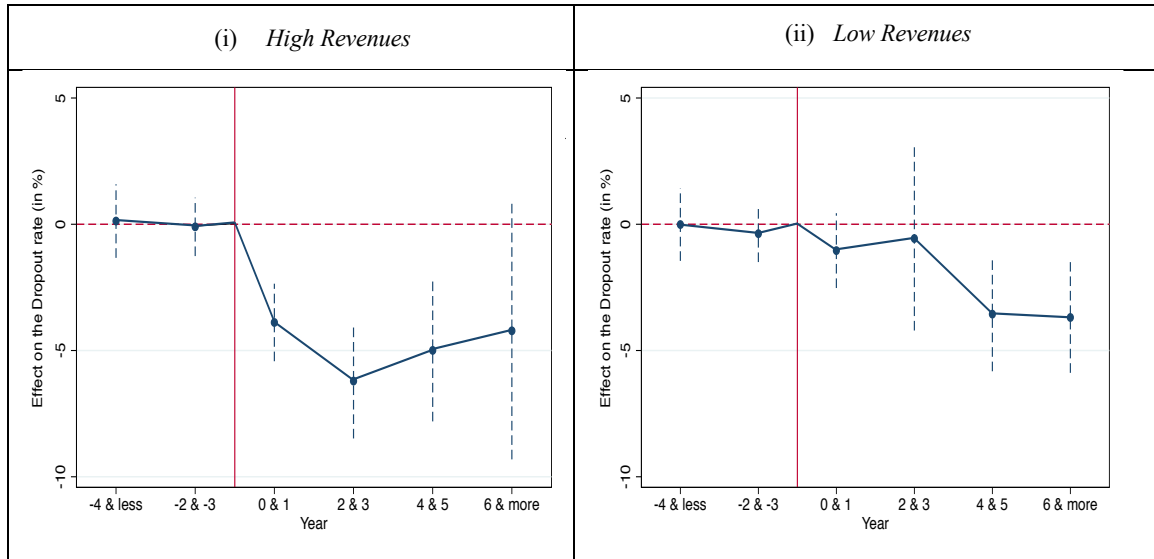 (i) High Revenues
(ii) Low Revenues
Effect on the Dropout rate (in %)
5
0
-5
-10
-4 & less
-2 & -3
0 & 1
2 & 3
4 & 5
6 & more
Year
Effect on the Dropout rate (in %)
5
0
-5
-10
-4 & less
-2 & -3
0 & 1
2 & 3
4 & 5
6 & more
Year